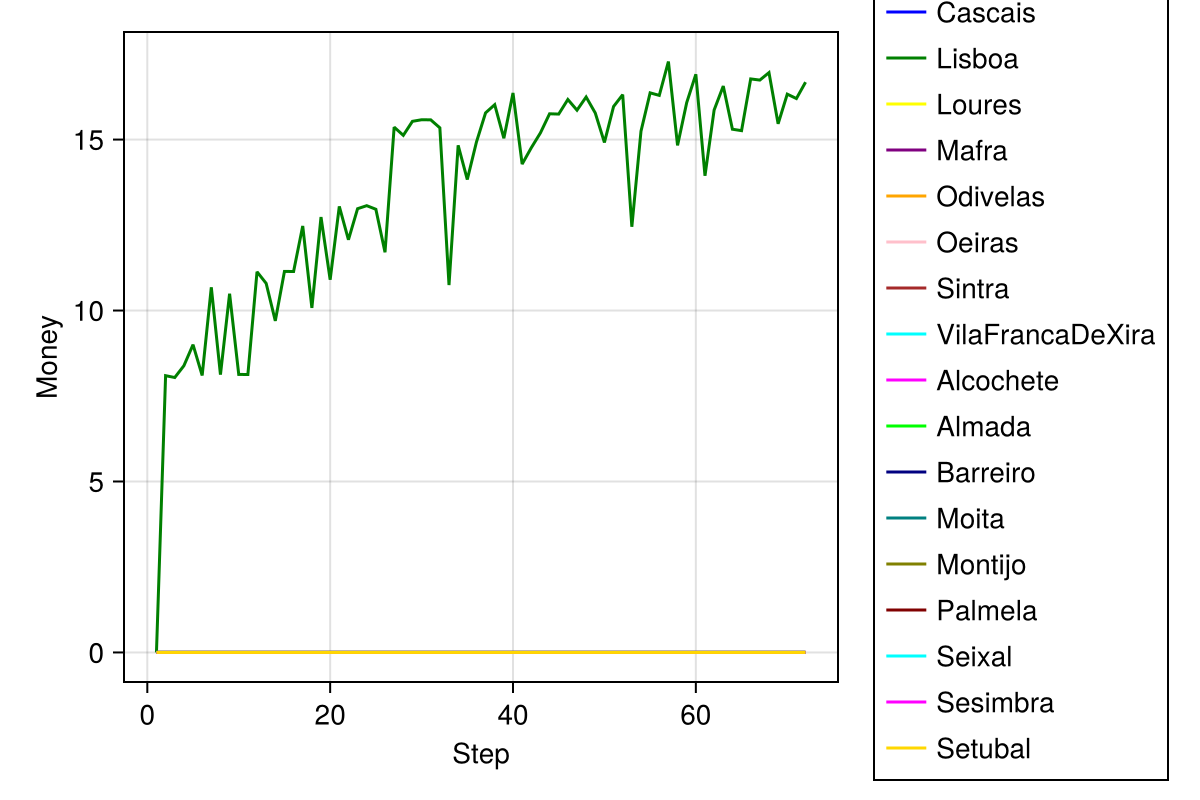 Money
15
10
5
0
0
20
40
60
Step
Cascais
Lisboa
Loures
Mafra
Odivelas
Oeiras
Sintra
VilaFrancaDeXira
Alcochete
Almada
Barreiro
Moita
Montijo
Palmela
Seixal
Sesimbra
Setubal